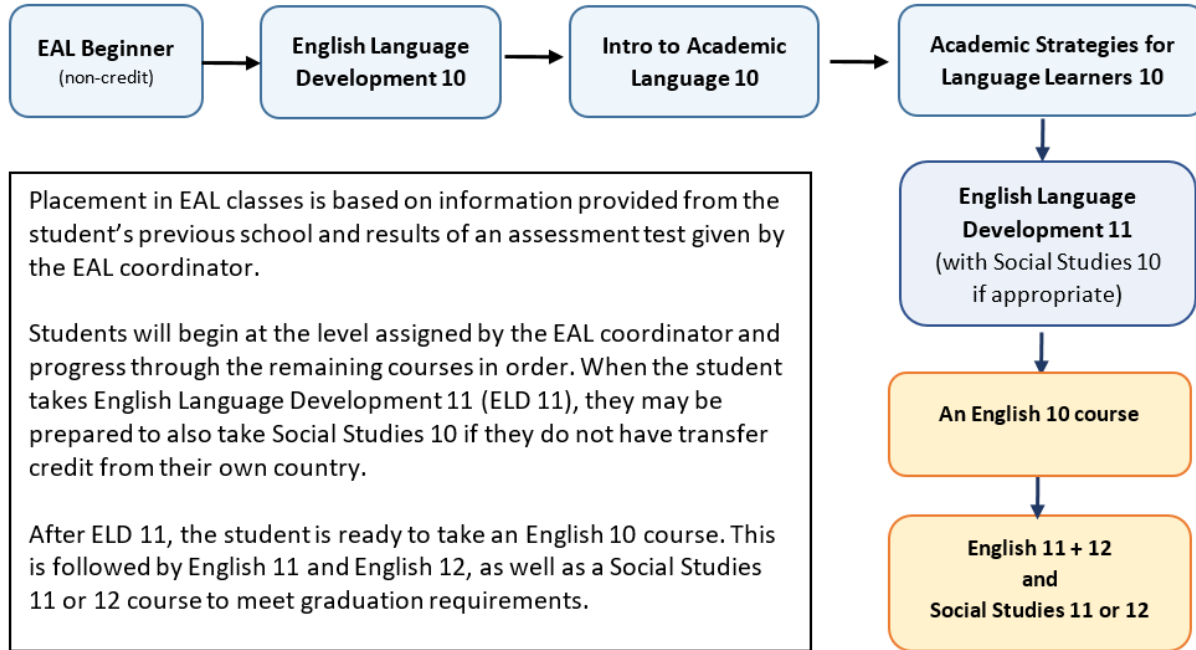 EAL Beginner
(non-credit)
English Language
Development 10
Intro to Academic
Language 10
Academic Strategies for
Language Learners 10
English Language
Development 11
(with Social Studies 10
if appropriate)
An English 10 course
English 11 + 12
and
Social Studies 11 or 12
Placement in EAL classes is based on information provided from the
student's previous school and results of an assessment test given by
the EAL coordinator.
Students will begin at the level assigned by the EAL coordinator and
progress through the remaining courses in order. When the student
takes English Language Development 11 (ELD 11), they may be
prepared to also take Social Studies 10 if they do not have transfer
credit from their own country.
After ELD 11, the student is ready to take an English 10 course. This
is followed by English 11 and English 12, as well as a Social Studies
11 or 12 course to meet graduation requirements.